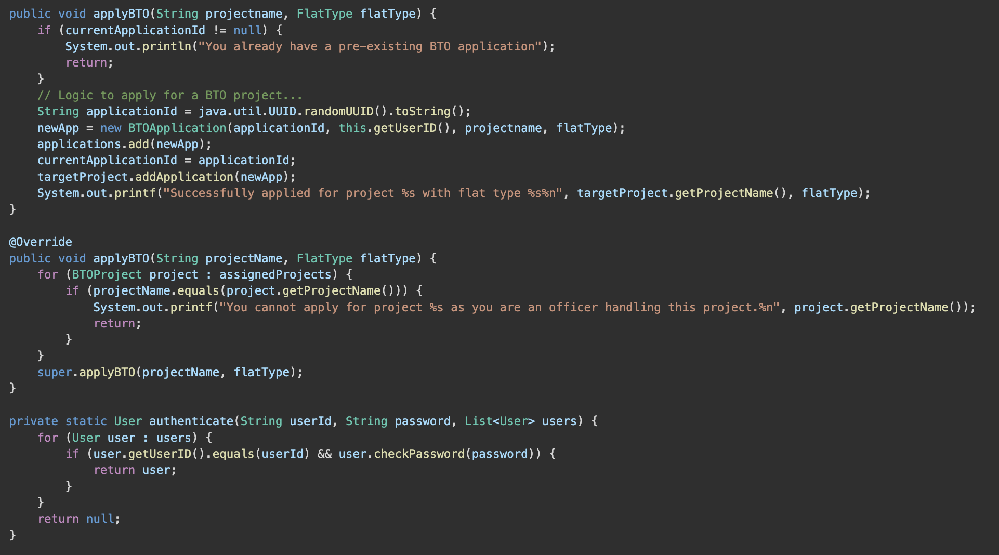 public void applyBTO(String projectname, FlatType flatType) {
    if (currentApplicationId != null) {
        System.out.println("You already have a pre-existing BTO application");
        return;
    }
    // Logic to apply for a BTO project...
    String applicationId = java.util.UUID.randomUUID().toString();
    newApp = new BTOApplication(applicationId, this.getUserID(), projectname, flatType);
    applications.add(newApp);
    currentApplicationId = applicationId;
    targetProject.addApplication(newApp);
    System.out.printf("Successfully applied for project %s with flat type %s%n", targetProject.getProjectName(), flatType);
}

@Override
public void applyBTO(String projectName, FlatType flatType) {
    for (BTOProject project : assignedProjects) {
        if (projectName.equals(project.getProjectName())) {
            System.out.printf("You cannot apply for project %s as you are an officer handling this project.%n", project.getProjectName());
            return;
        }
    }
    super.applyBTO(projectName, flatType);
}

private static User authenticate(String userId, String password, List<User> users) {
    for (User user : users) {
        if (user.getUserID().equals(userId) && user.checkPassword(password)) {
            return user;
        }
    }
    return null;
}